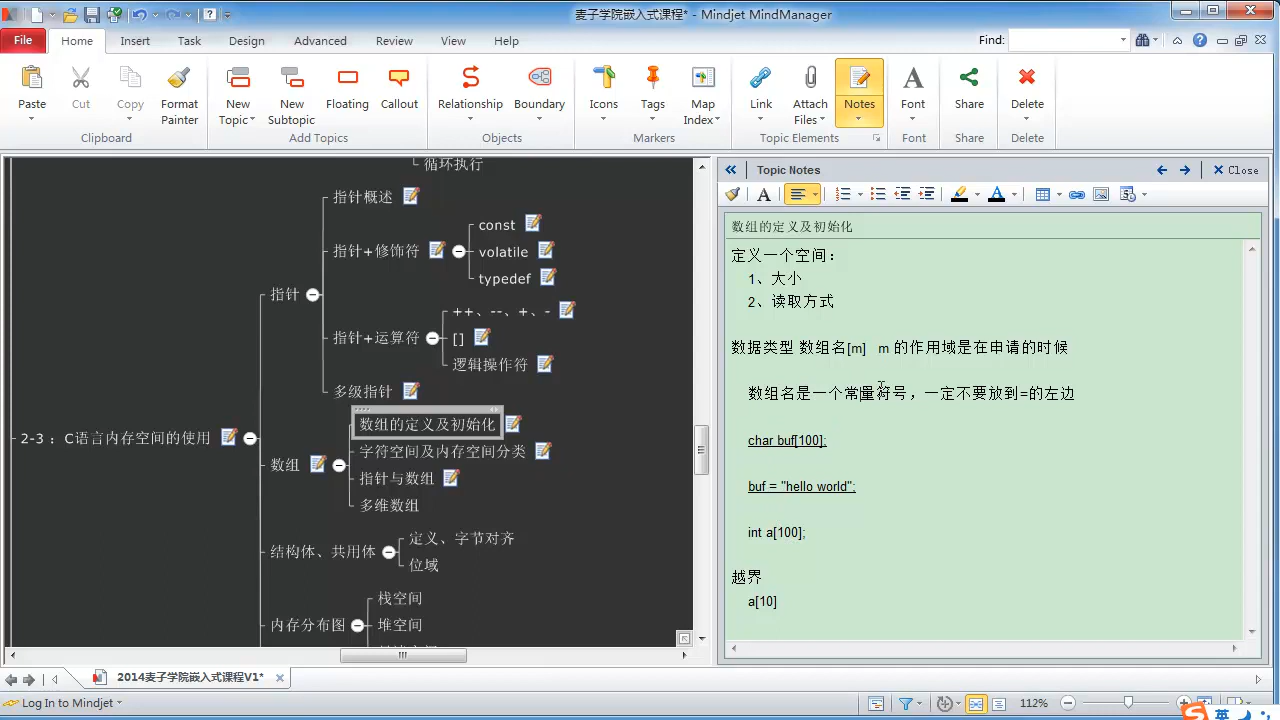 麦子学院嵌入式课程* - Mindjet MindManager
File Home Insert Task Design Advanced Review View Help Find:
Paste Cut Copy Format Painter
New Topic New Subtopic Floating Callout
Relationship Boundary
Icons Tags Map Index
Link Attach Files Notes
Font Share Delete
Clipboard Add Topics Objects Markers Topic Elements Font Share Delete
循环执行
指针概述
const
指针+修饰符
volatile
typedef
指针
++、--、+、-
指针+运算符
[]
逻辑操作符
多级指针
数组的定义及初始化
2-3 : C语言内存空间的使用
字符空间及内存空间分类
数组
指针与数组
多维数组
定义、字节对齐
结构体、共用体
位域
栈空间
内存分布图
堆空间
Topic Notes
Close
数组的定义及初始化
定义一个空间:
1、大小
2、读取方式
数据类型 数组名[m] m 的作用域是在申请的时候
数组名是一个常量符号，一定不要放到=的左边
char buf[100];
buf = "hello world";
int a[100];
越界
a[10]
2014麦子学院嵌入式课程V1*
Log In to Mindjet
112%
英